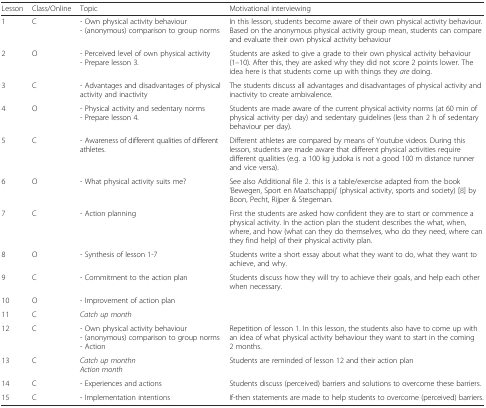 Lesson Class/Online Topic Motivational interviewing
1 C - Own physical activity behaviour In this lesson, students become aware of their own physical activity behaviour.
- (anonymous) comparison to group norms Based on the anonymous physical activity group mean, students can compare
and evaluate their own physical activity behaviour
2 O - Perceived level of own physical activity Students are asked to give a grade to their own physical activity behaviour
- Prepare lesson 3. (1–10). After this, they are asked why they did not score 2 points lower. The
idea here is that students come up with things they are doing.
3 C - Advantages and disadvantages of physical The students discuss all advantages and disadvantages of physical activity and
activity and inactivity inactivity to create ambivalence.
4 O - Physical activity and sedentary norms Students are made aware of the current physical activity norms (at 60 min of
- Prepare lesson 4. physical activity per day) and sedentary guidelines (less than 2 h of sedentary
behaviour per day).
5 C - Awareness of different qualities of different Different athletes are compared by means of Youtube videos. During this
athletes. lesson, students are made aware that different physical activities require
different qualities (e.g. a 100 kg judoka is not a good 100 m distance runner
and vice versa).
6 O - What physical activity suits me? See also Additional file 2. this is a table/exercise adapted from the book
'Bewegen, Sport en Maatschappij' (physical activity, sports and society) [8] by
Boon, Pecht, Rijper & Stegeman.
7 C - Action planning First the students are asked how confident they are to start or commence a
physical activity. In the action plan the student describes the what, when,
where, and how (what can they do themselves, who do they need, where can
they find help) of their physical activity plan.
8 O - Synthesis of lesson 1-7 Students write a short essay about what they want to do, what they want to
achieve, and why.
9 C - Commitment to the action plan Students discuss how they will try to achieve their goals, and help each other
when necessary.
10 O - Improvement of action plan
11 C Catch up month
12 C - Own physical activity behaviour Repetition of lesson 1. In this lesson, the students also have to come up with
- (anonymous) comparison to group norms an idea of what physical activity behaviour they want to start in the coming
- Action 2 months.
13 C Catch up monthn Students are reminded of lesson 12 and their action plan
Action month
14 C - Experiences and actions Students discuss (perceived) barriers and solutions to overcome these barriers.
15 C - Implementation intentions If-then statements are made to help students to overcome (perceived) barriers.